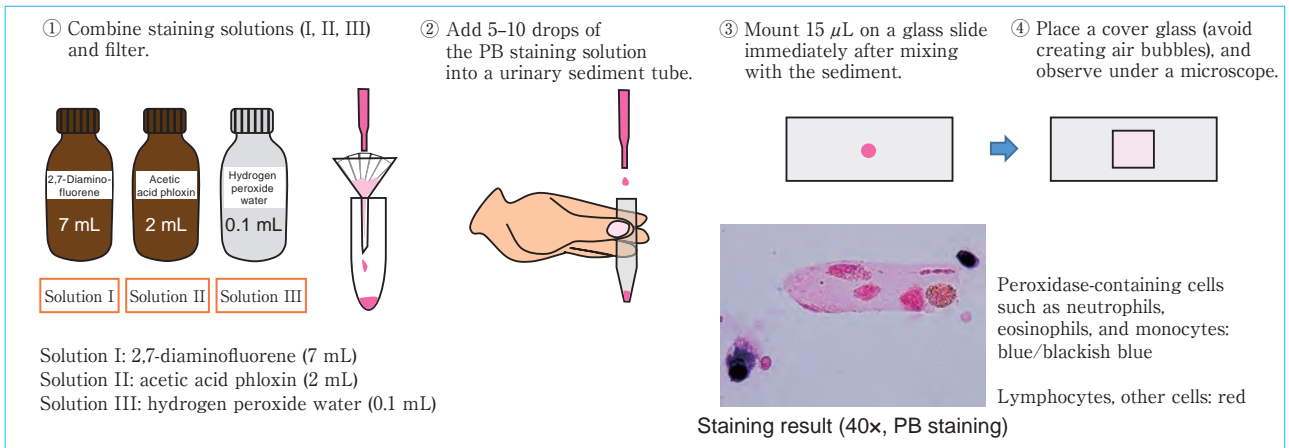 ① Combine staining solutions (I, II, III)
and filter.
② Add 5–10 drops of
the PB staining solution
into a urinary sediment tube.
③ Mount 15 µL on a glass slide
immediately after mixing
with the sediment.
④ Place a cover glass (avoid
creating air bubbles), and
observe under a microscope.
2,7-Diamino-
fluorene
7 mL
Acetic
acid phloxin
2 mL
Hydrogen
peroxide
water
0.1 mL
Solution I
Solution II
Solution III
Solution I: 2,7-diaminofluorene (7 mL)
Solution II: acetic acid phloxin (2 mL)
Solution III: hydrogen peroxide water (0.1 mL)
Peroxidase-containing cells
such as neutrophils,
eosinophils, and monocytes:
blue/blackish blue
Lymphocytes, other cells: red
Staining result (40×, PB staining)